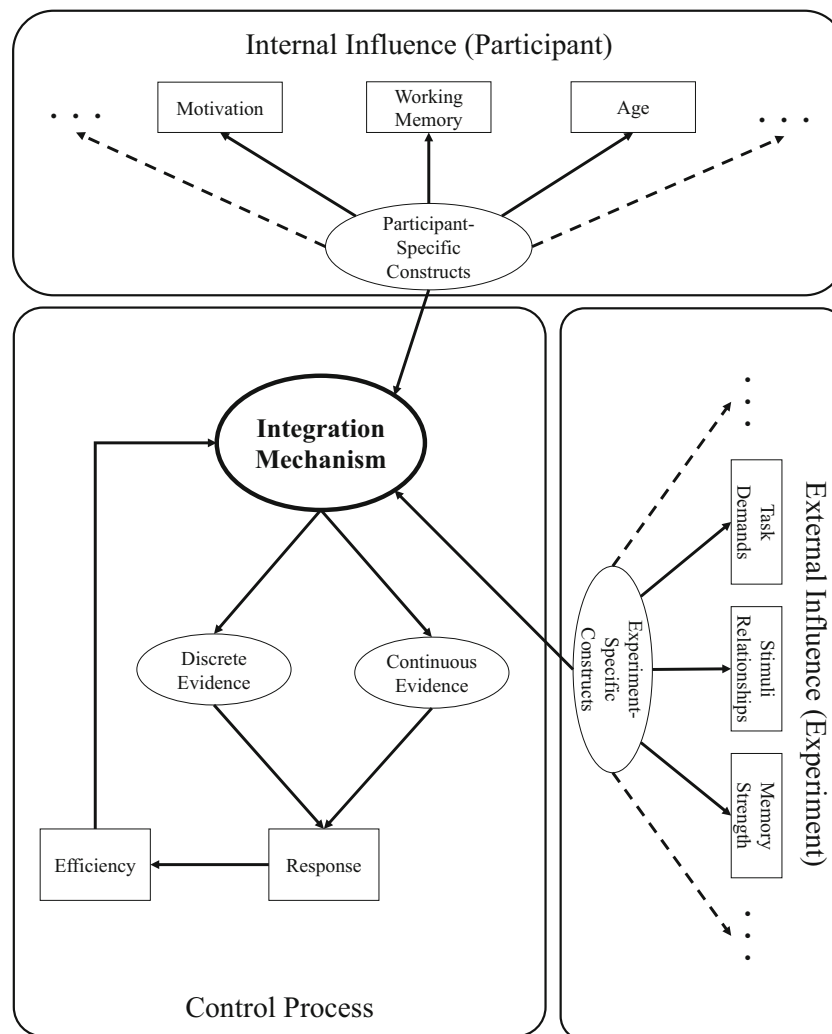 Internal Influence (Participant)
. . .
Motivation
Working
Memory
Age
. . .
Participant-
Specific
Constructs
Integration
Mechanism
Discrete
Evidence
Continuous
Evidence
Efficiency
Response
Control Process
. . .
Task
Demands
Stimuli
Relationships
Memory
Strength
. . .
Experiment-
Specific
Constructs
External Influence (Experiment)